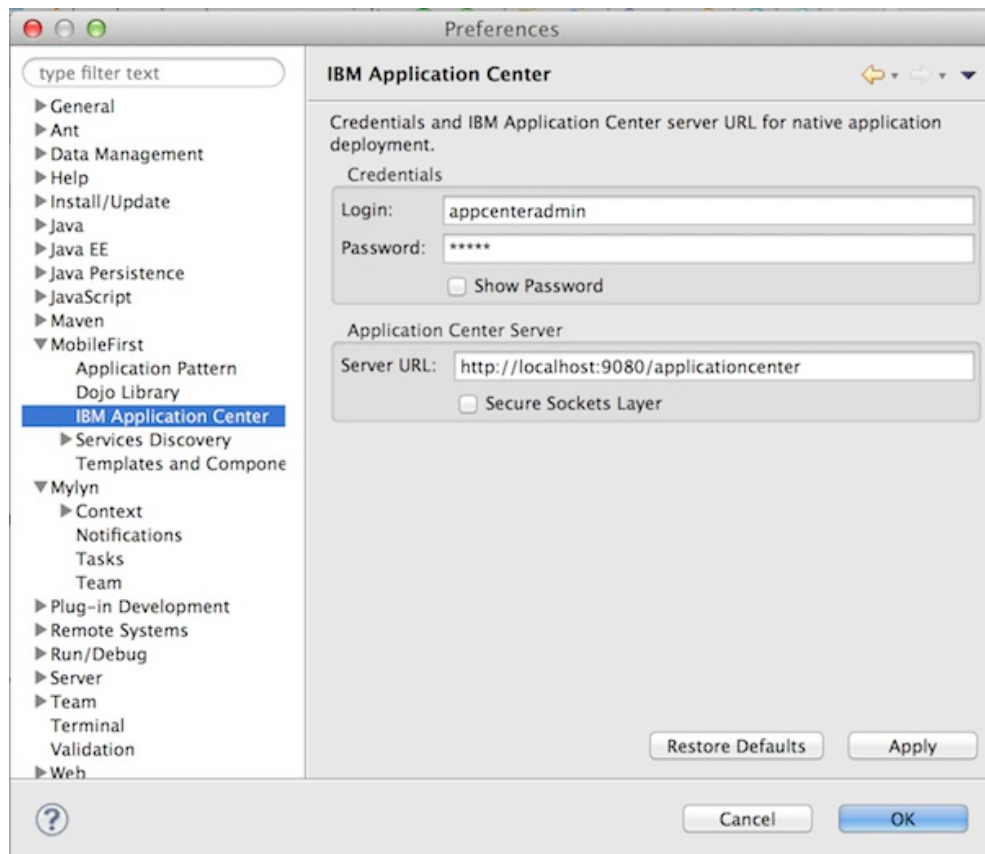 Preferences
type filter text
General
Ant
Data Management
Help
Install/Update
Java
Java EE
Java Persistence
JavaScript
Maven
MobileFirst
Application Pattern
Dojo Library
IBM Application Center
Services Discovery
Templates and Compone
Mylyn
Context
Notifications
Tasks
Team
Plug-in Development
Remote Systems
Run/Debug
Server
Team
Terminal
Validation
Web
IBM Application Center
Credentials and IBM Application Center server URL for native application
deployment.
Credentials
Login: appcenteradmin
Password: *****
Show Password
Application Center Server
Server URL: http://localhost:9080/applicationcenter
Secure Sockets Layer
Restore Defaults Apply
? Cancel OK